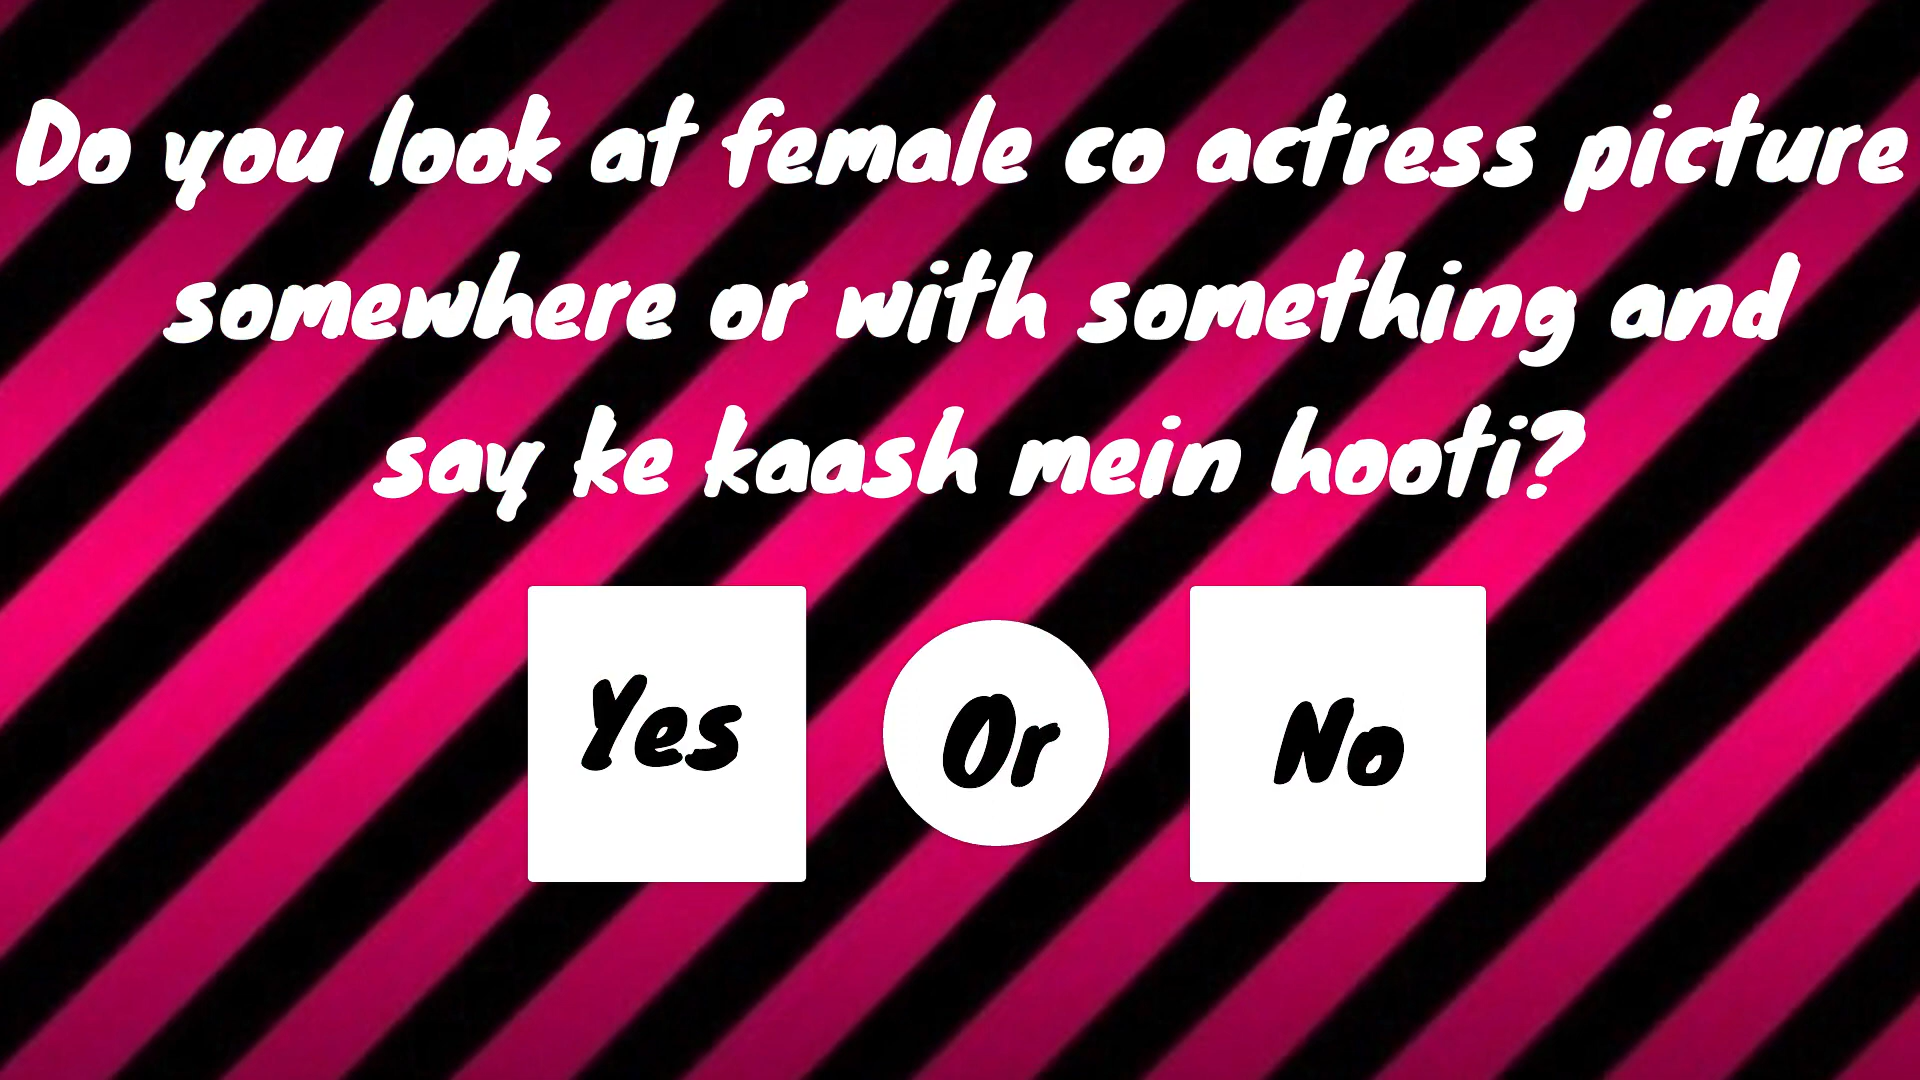 Do you look at female co actress picture
somewhere or with something and
say ke kaash mein hooti?
Yes
Or
No